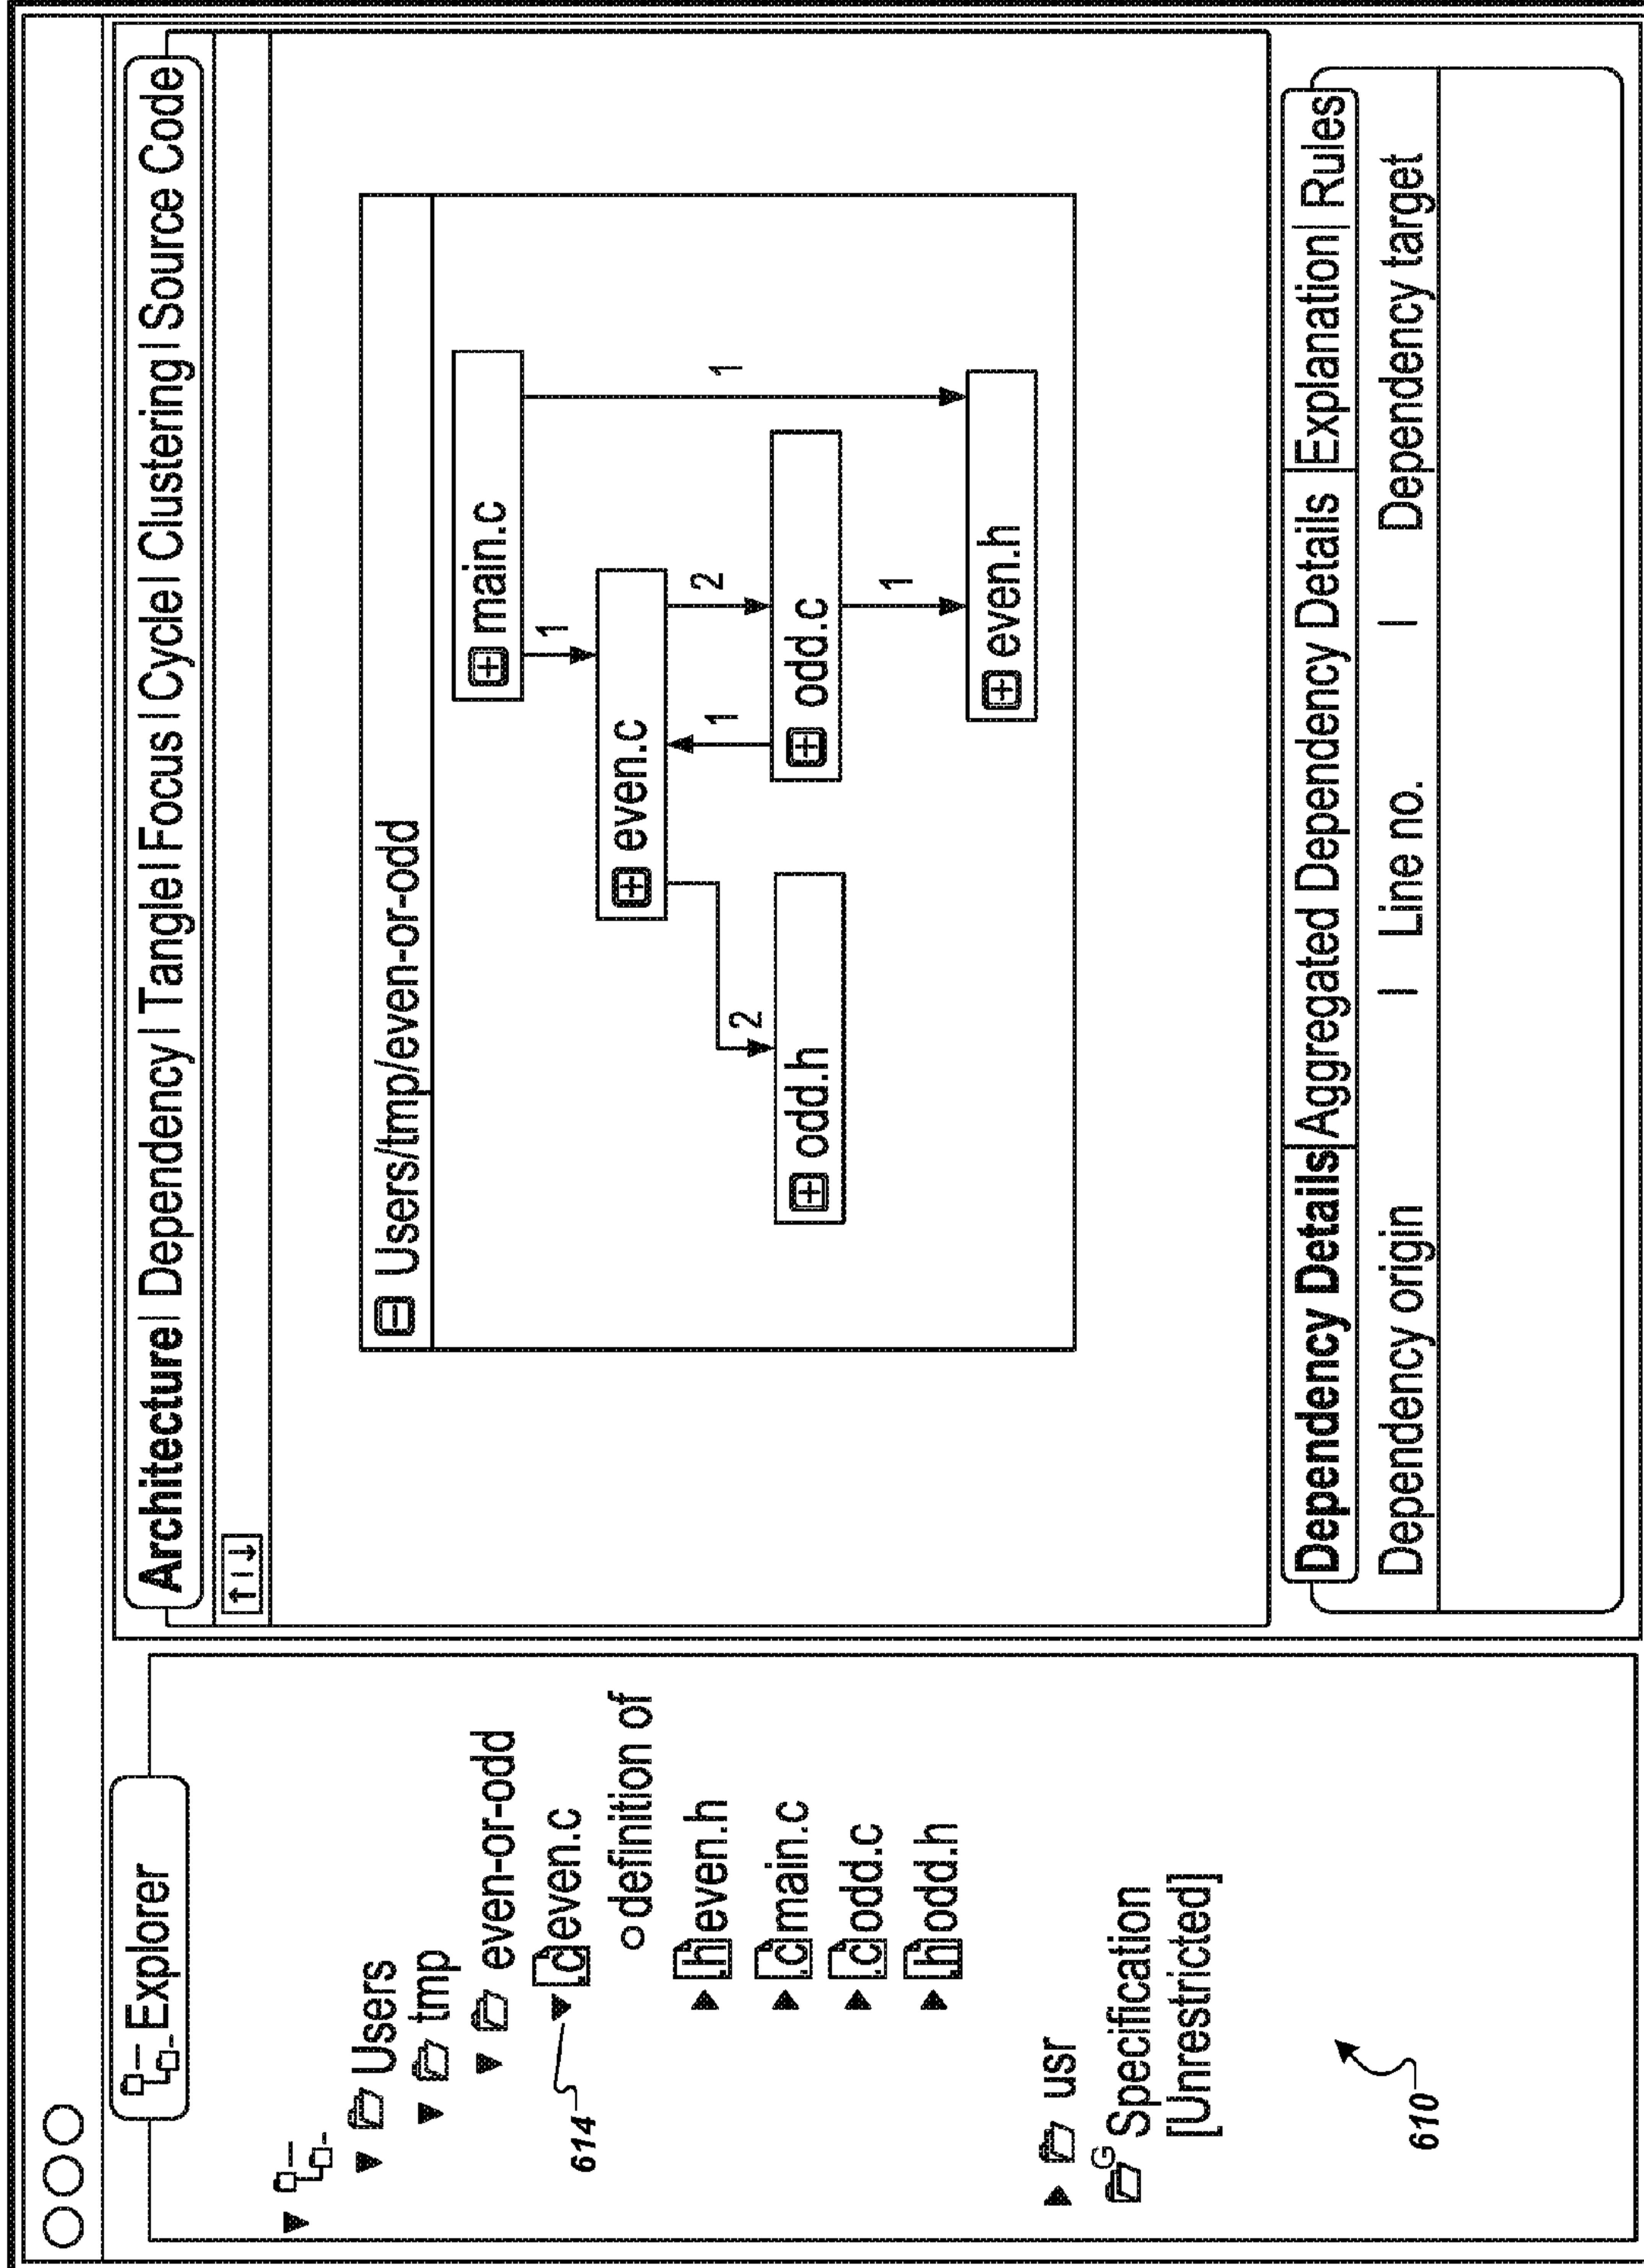 Explorer
Users
tmp
even-or-odd
.c even.c
definition of
.h even.h
.c main.c
.c odd.c
.h odd.h
usr
G
Specification
[Unrestricted]
614
610
Architecture | Dependency | Tangle | Focus | Cycle | Clustering | Source Code
Users/tmp/even-or-odd
main.c
1
1
even.c
2
1
2
odd.h
odd.c
1
even.h
Dependency Details | Aggregated Dependency Details | Explanation | Rules
Dependency origin | Line no. | Dependency target